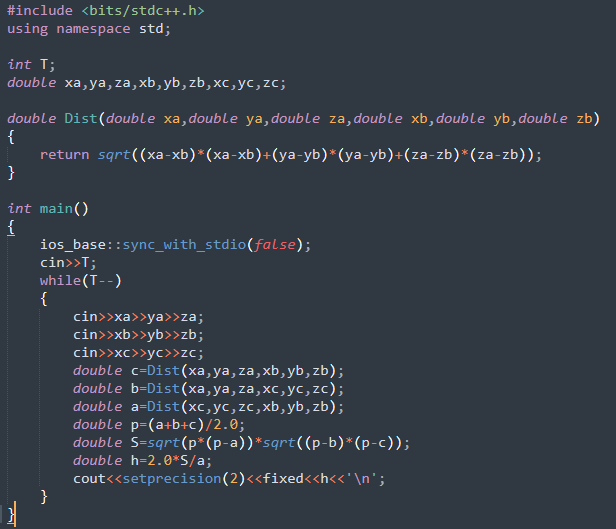 #include <bits/stdc++.h>
using namespace std;

int T;
double xa,ya,za,xb,yb,zb,xc,yc,zc;

double Dist(double xa,double ya,double za,double xb,double yb,double zb)
{
    return sqrt((xa-xb)*(xa-xb)+(ya-yb)*(ya-yb)+(za-zb)*(za-zb));
}

int main()
{
    ios_base::sync_with_stdio(false);
    cin>>T;
    while(T--)
    {
        cin>>xa>>ya>>za;
        cin>>xb>>yb>>zb;
        cin>>xc>>yc>>zc;
        double c=Dist(xa,ya,za,xb,yb,zb);
        double b=Dist(xa,ya,za,xc,yc,zc);
        double a=Dist(xc,yc,zc,xb,yb,zb);
        double p=(a+b+c)/2.0;
        double S=sqrt(p*(p-a))*sqrt((p-b)*(p-c));
        double h=2.0*S/a;
        cout<<setprecision(2)<<fixed<<h<<'\n';
    }
}